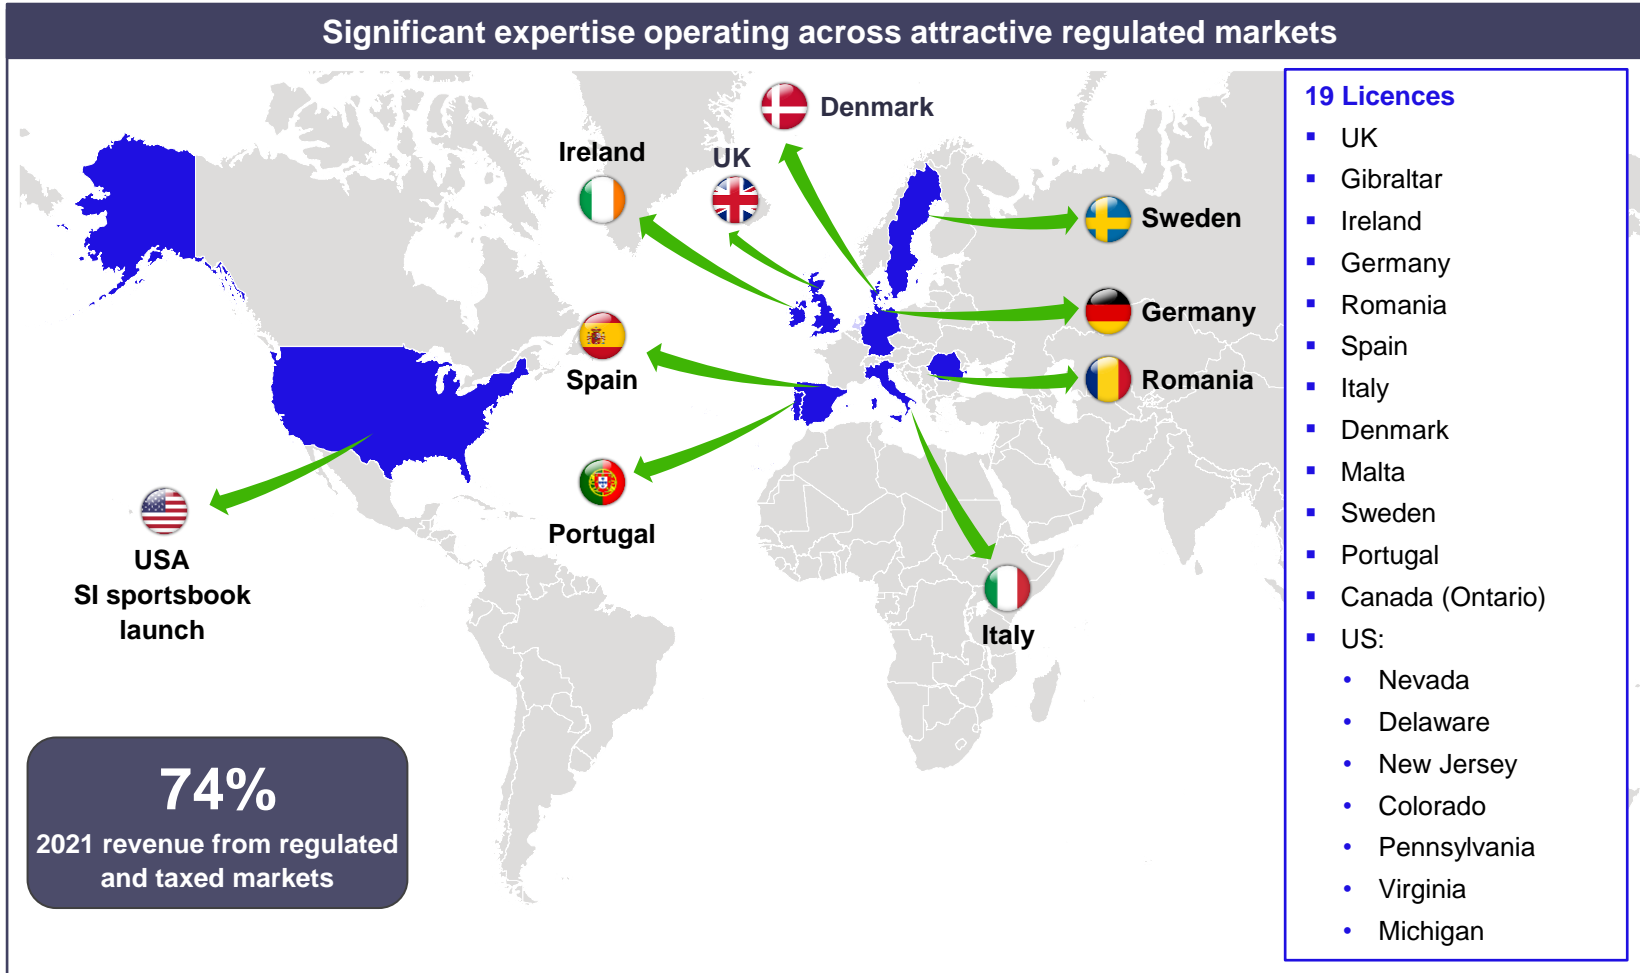 Significant expertise operating across attractive regulated markets
Denmark
Ireland
UK
Sweden
Germany
Spain
Romania
Portugal
USA
SI sportsbook
launch
Italy
74%
2021 revenue from regulated
and taxed markets
19 Licences
UK
Gibraltar
Ireland
Germany
Romania
Spain
Italy
Denmark
Malta
Sweden
Portugal
Canada (Ontario)
US:
Nevada
Delaware
New Jersey
Colorado
Pennsylvania
Virginia
Michigan